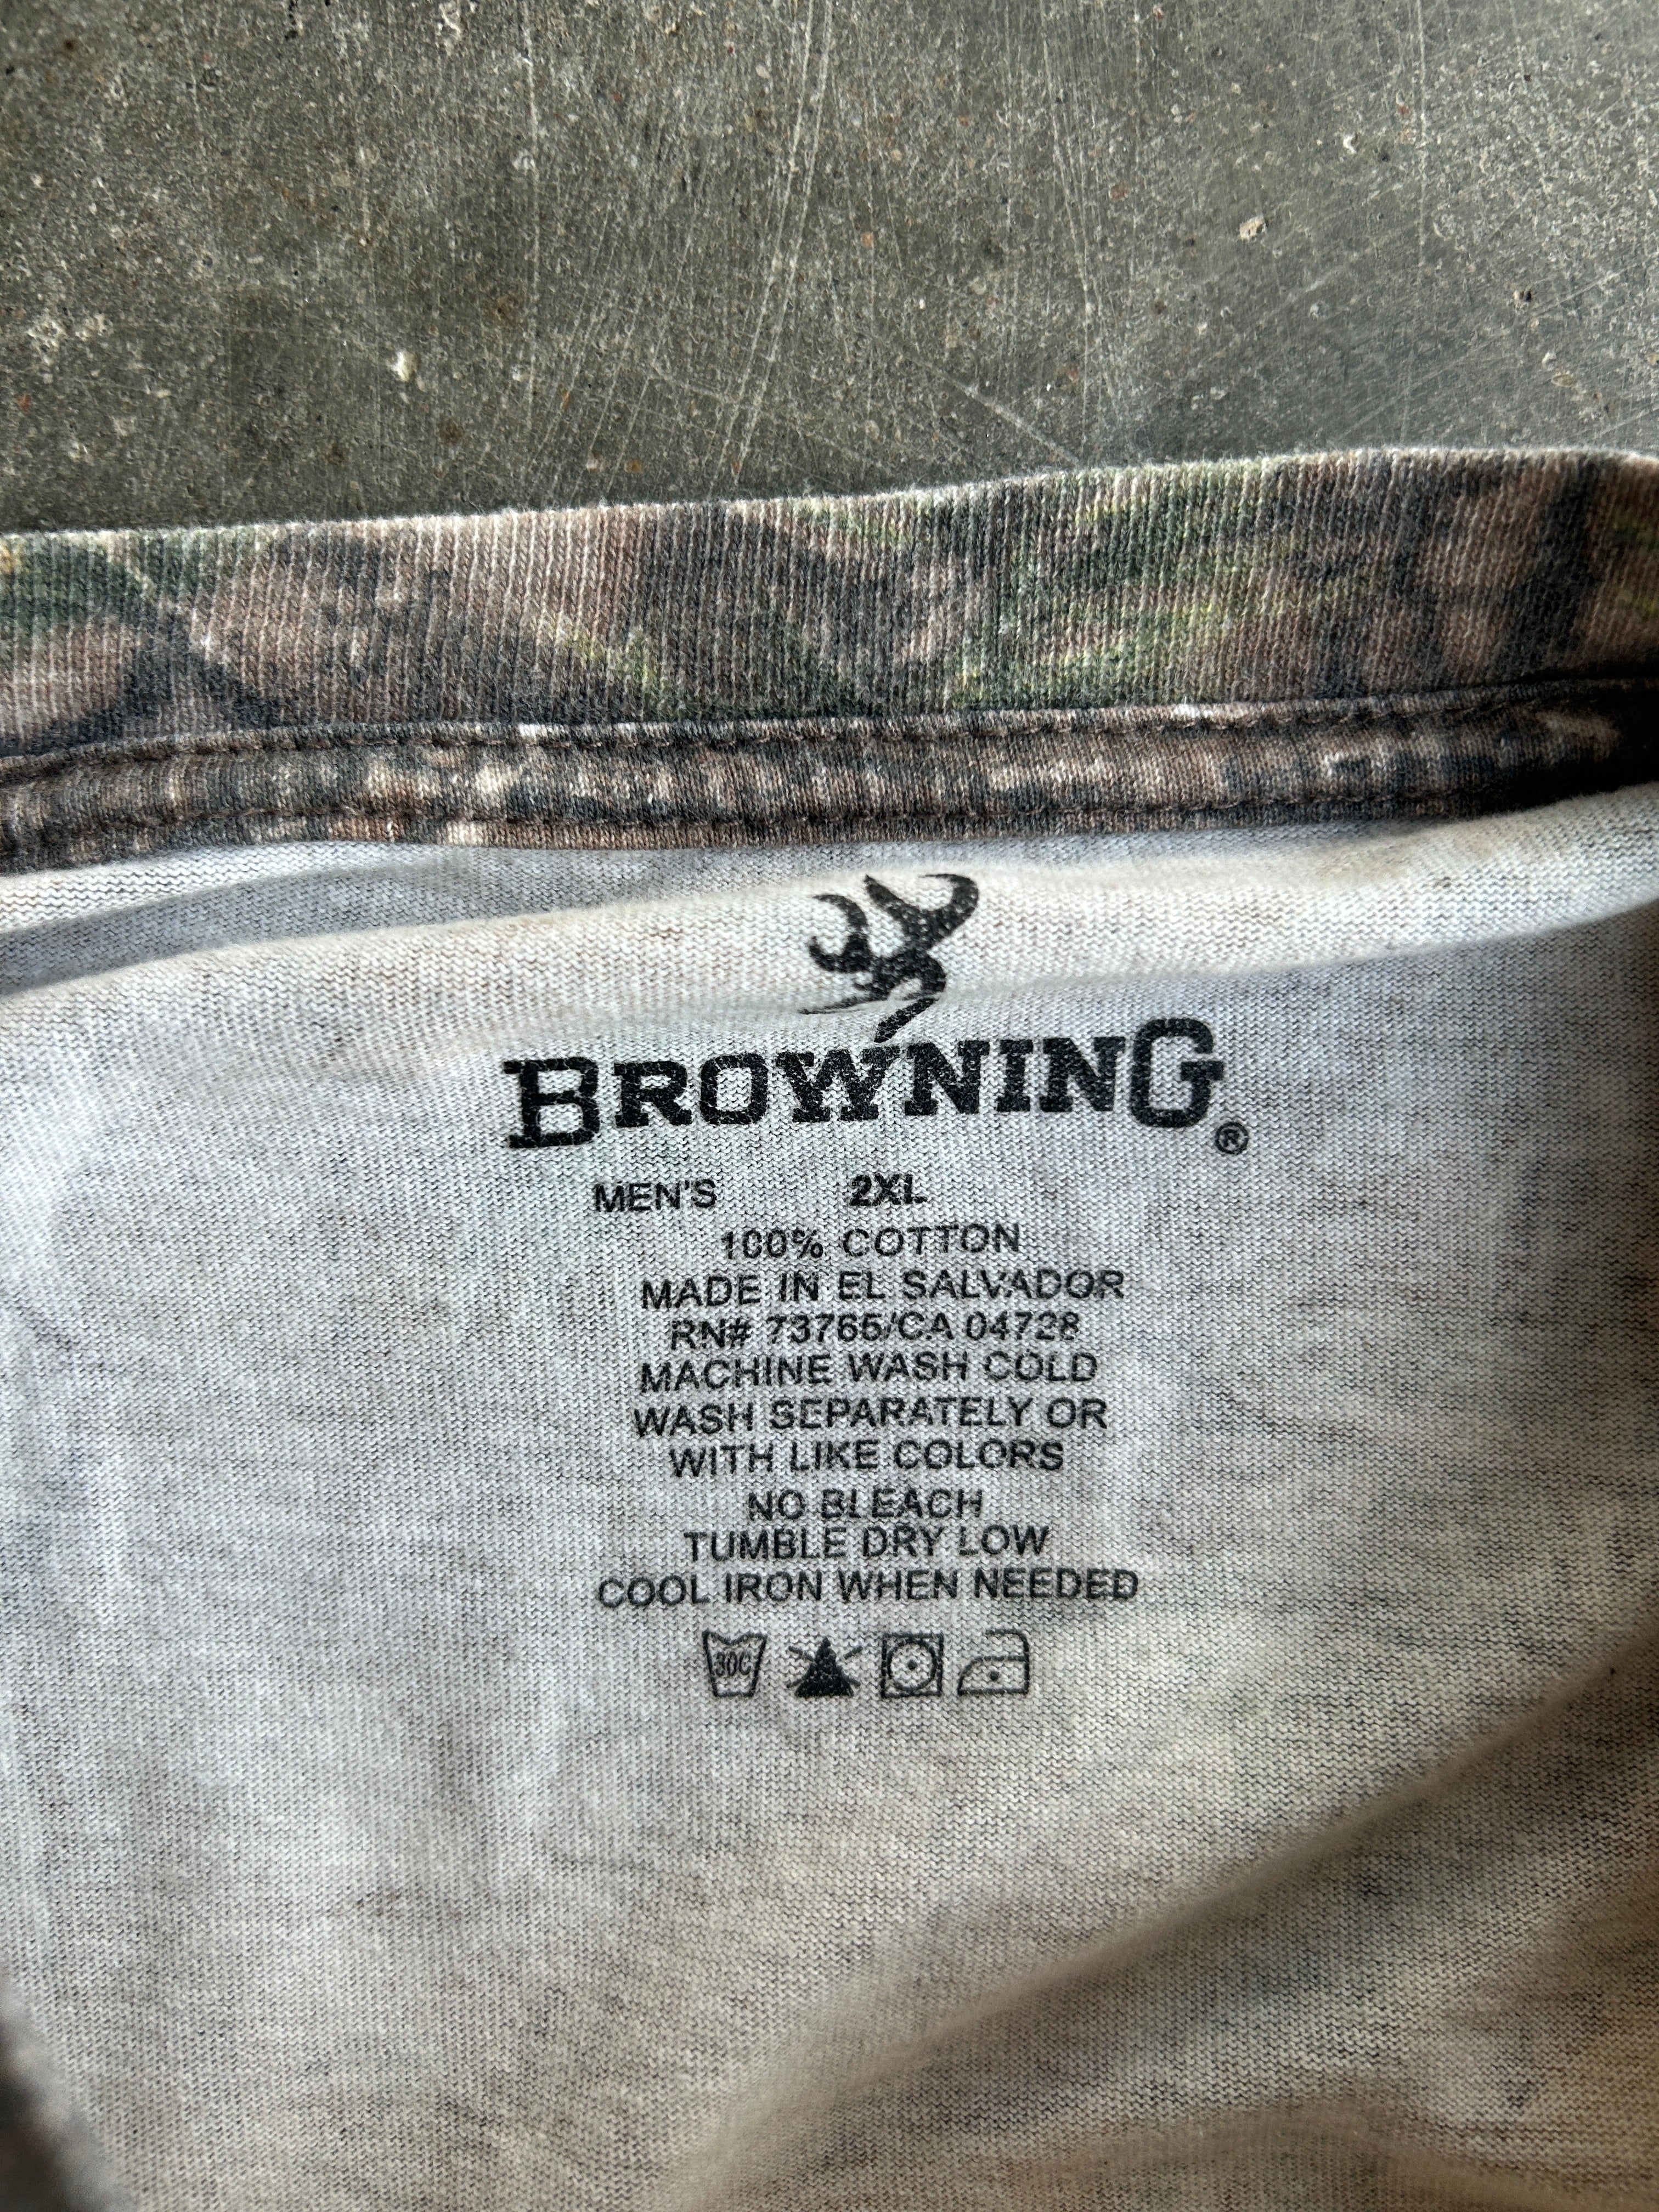 BROWNING®
MEN'S 2XL
100% COTTON
MADE IN EL SALVADOR
RN# 73765/CA 04728
MACHINE WASH COLD
WASH SEPARATELY OR
WITH LIKE COLORS
NO BLEACH
TUMBLE DRY LOW
COOL IRON WHEN NEEDED
30C